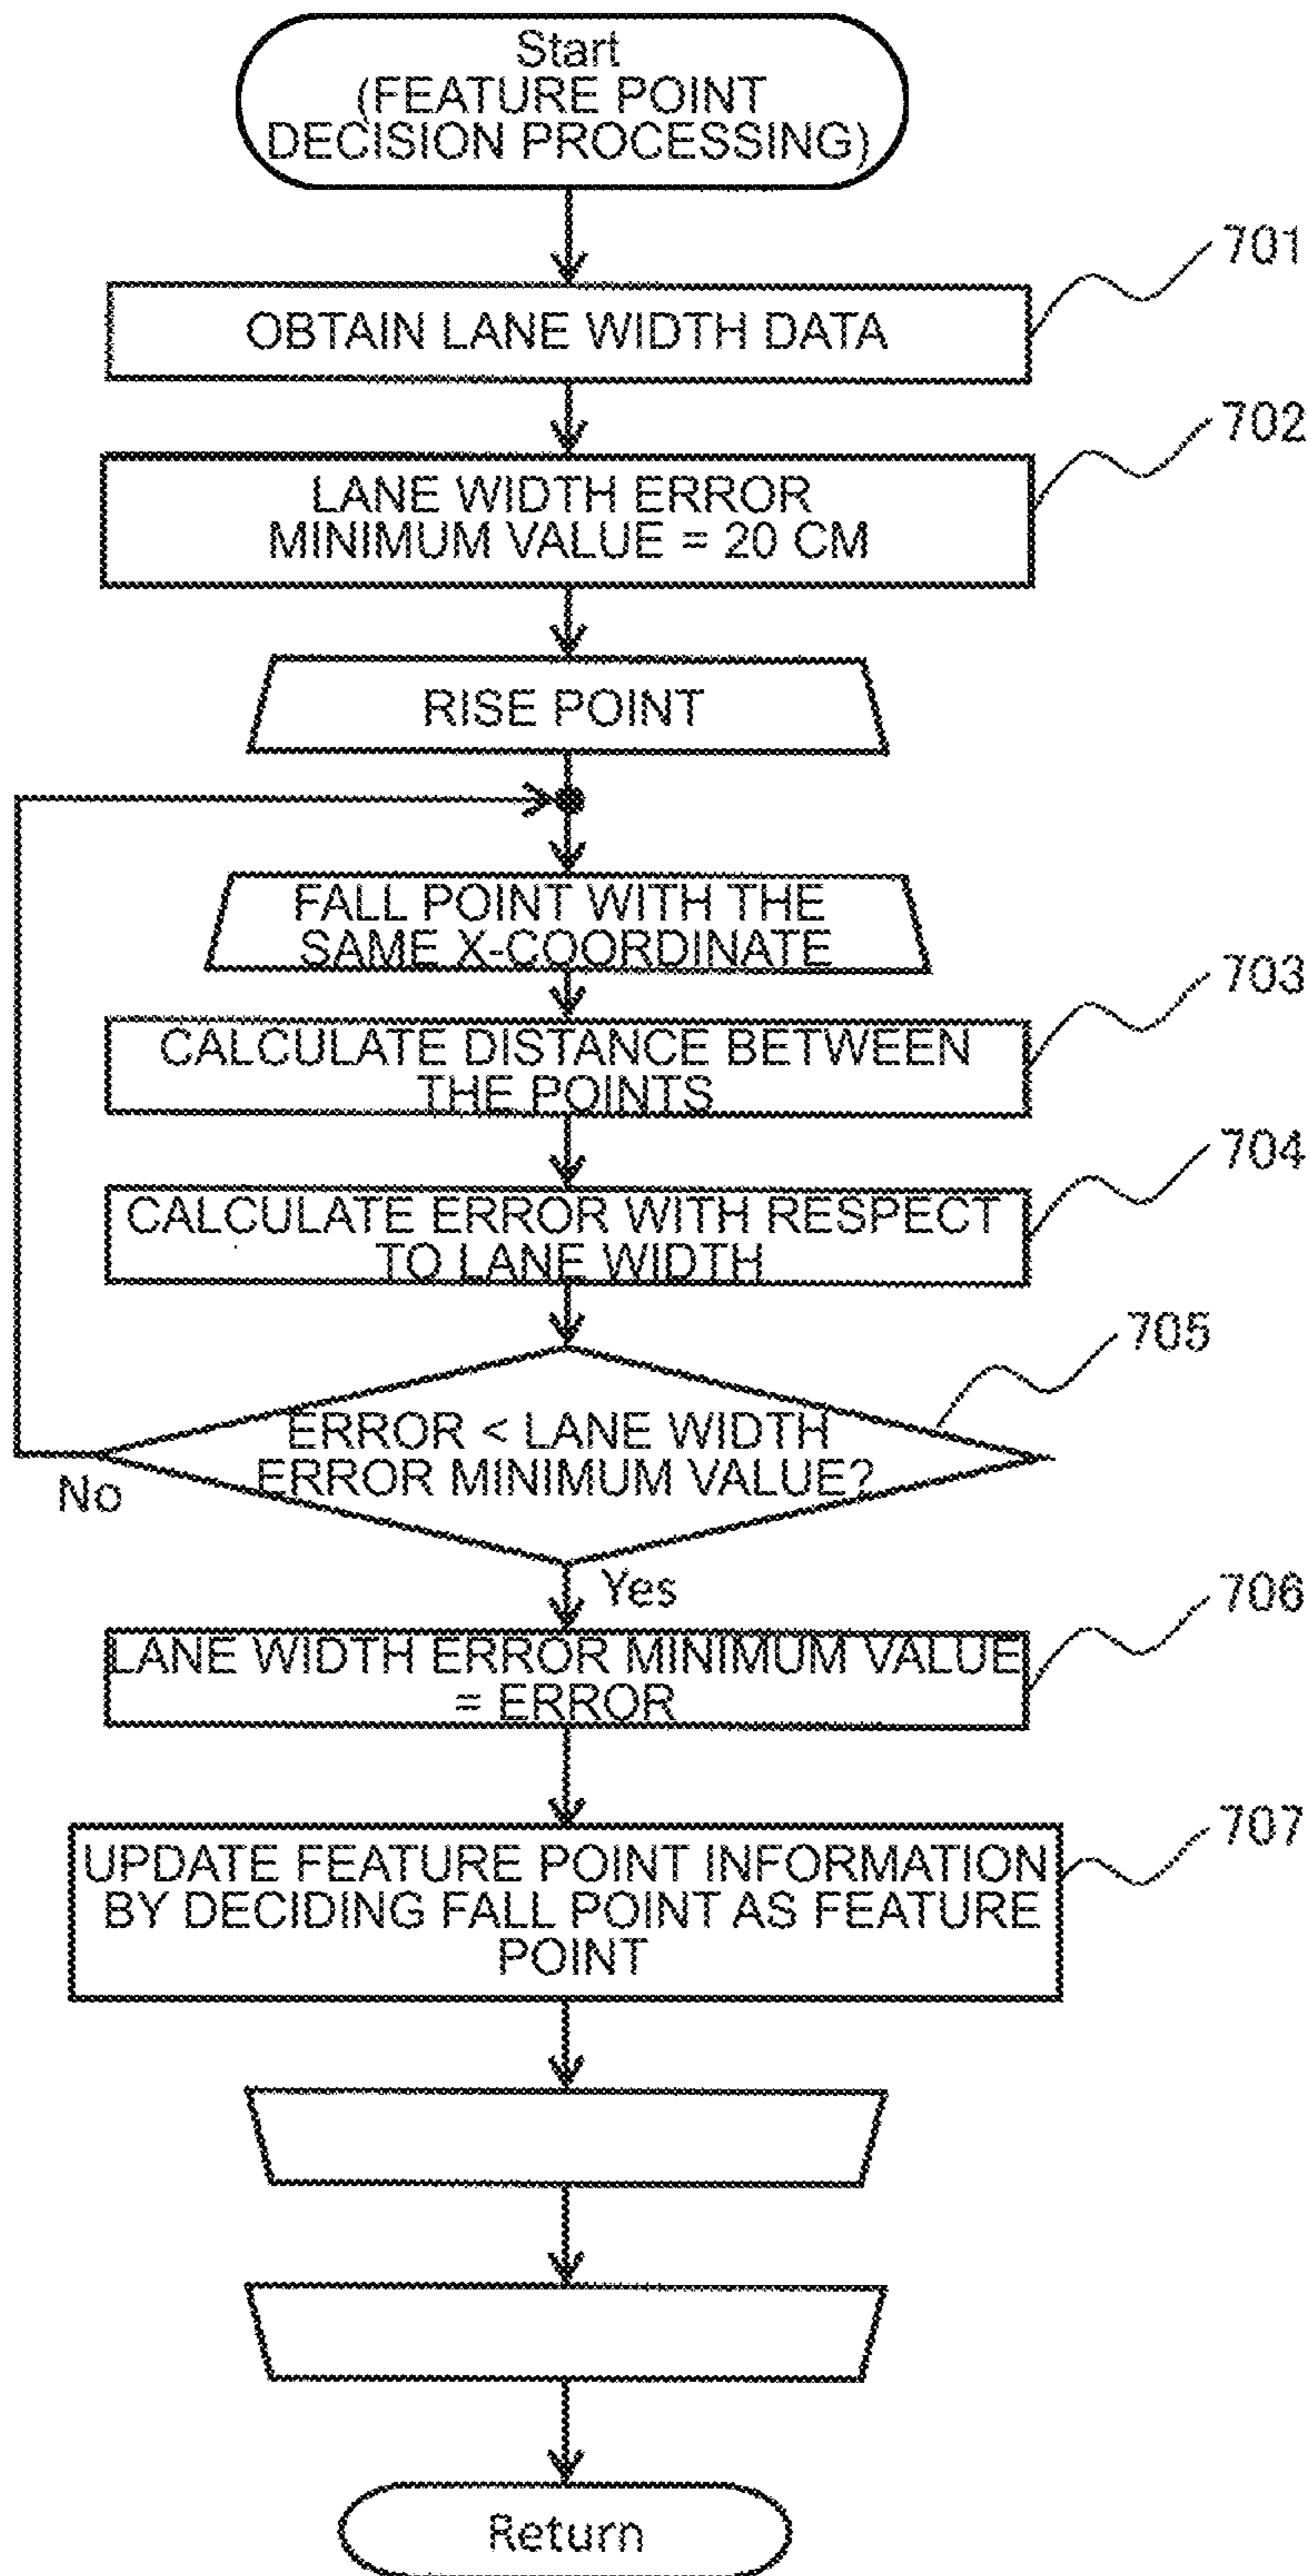 Start
(FEATURE POINT
DECISION PROCESSING)
701
OBTAIN LANE WIDTH DATA
702
LANE WIDTH ERROR
MINIMUM VALUE = 20 CM
RISE POINT
FALL POINT WITH THE
SAME X-COORDINATE
703
CALCULATE DISTANCE BETWEEN
THE POINTS
704
CALCULATE ERROR WITH RESPECT
TO LANE WIDTH
705
ERROR < LANE WIDTH
ERROR MINIMUM VALUE?
No
Yes
706
LANE WIDTH ERROR MINIMUM VALUE
= ERROR
707
UPDATE FEATURE POINT INFORMATION
BY DECIDING FALL POINT AS FEATURE
POINT
Return